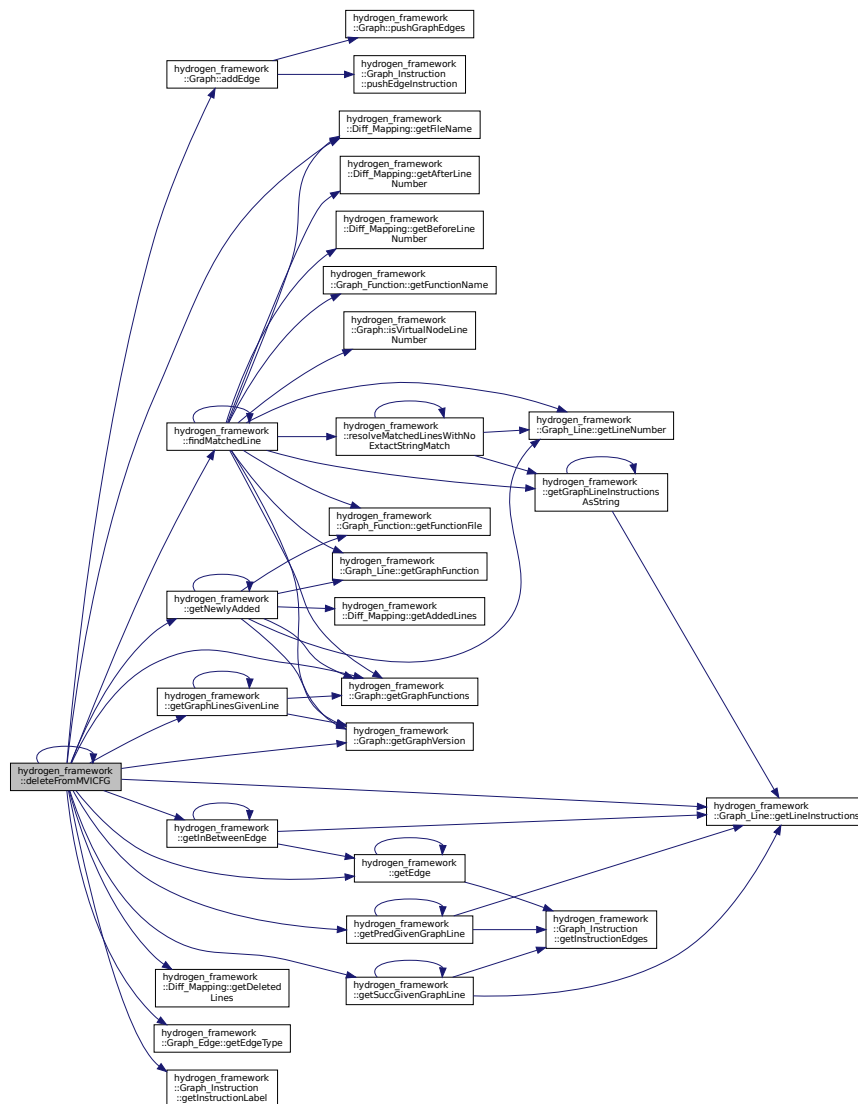 hydrogen_framework
::Graph::pushGraphEdges
hydrogen_framework
::Graph::addEdge
hydrogen_framework
::Graph_Instruction
::pushEdgeInstruction
hydrogen_framework
::Diff_Mapping::getFileName
hydrogen_framework
::Diff_Mapping::getAfterLine
Number
hydrogen_framework
::Diff_Mapping::getBeforeLine
Number
hydrogen_framework
::Graph_Function::getFunctionName
hydrogen_framework
::Graph::isVirtualNodeLine
Number
hydrogen_framework
::findMatchedLine
hydrogen_framework
::resolveMatchedLinesWithNo
ExtactStringMatch
hydrogen_framework
::Graph_Line::getLineNumber
hydrogen_framework
::getGraphLineInstructions
AsString
hydrogen_framework
::Graph_Function::getFunctionFile
hydrogen_framework
::Graph_Line::getGraphFunction
hydrogen_framework
::getNewlyAdded
hydrogen_framework
::Diff_Mapping::getAddedLines
hydrogen_framework
::getGraphLinesGivenLine
hydrogen_framework
::Graph::getGraphFunctions
hydrogen_framework
::Graph::getGraphVersion
hydrogen_framework
::deleteFromMVICFG
hydrogen_framework
::Graph_Line::getLineInstructions
hydrogen_framework
::getInBetweenEdge
hydrogen_framework
::getEdge
hydrogen_framework
::getPredGivenGraphLine
hydrogen_framework
::Graph_Instruction
::getInstructionEdges
hydrogen_framework
::getSuccGivenGraphLine
hydrogen_framework
::Diff_Mapping::getDeleted
Lines
hydrogen_framework
::Graph_Edge::getEdgeType
hydrogen_framework
::Graph_Instruction
::getInstructionLabel